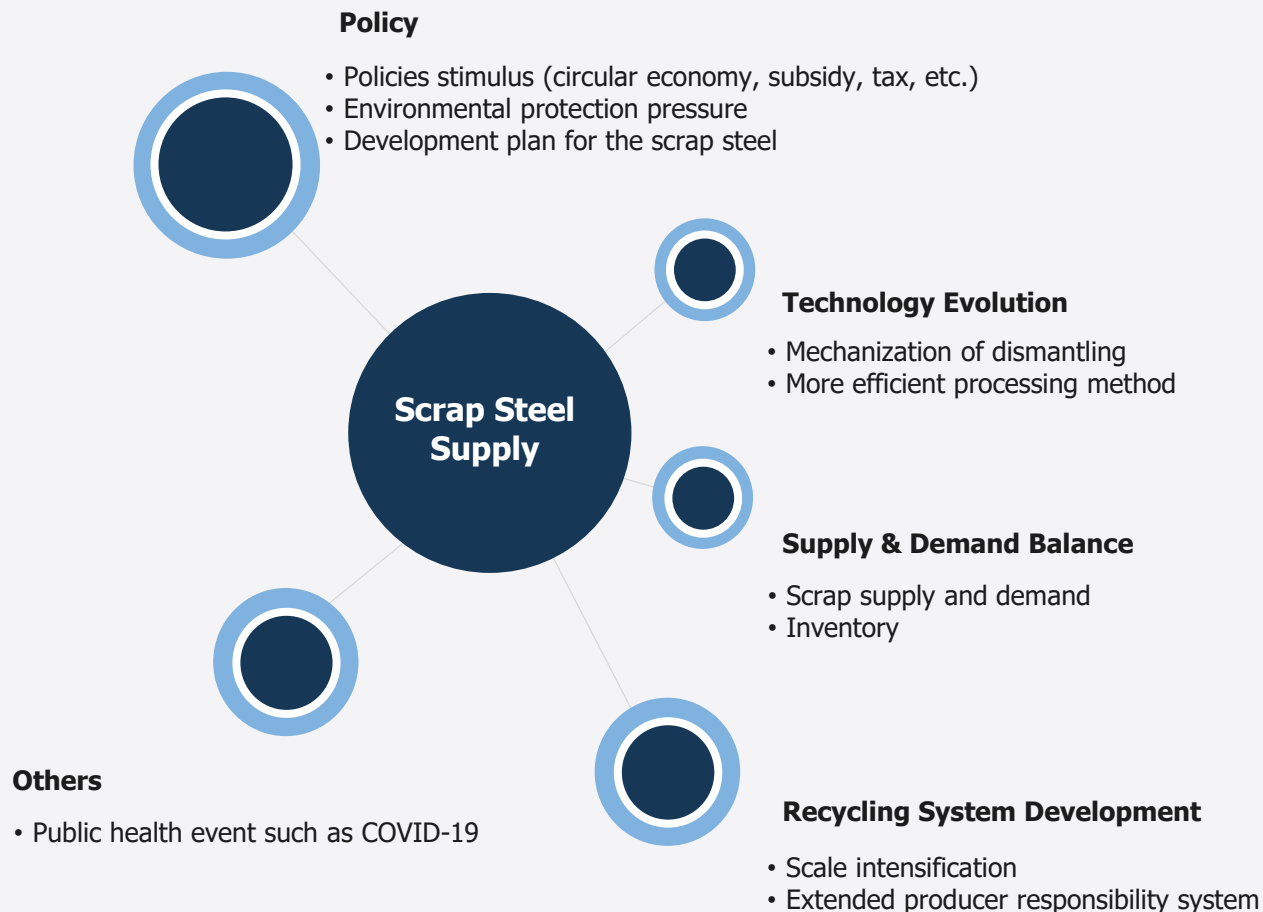 Policy
• Policies stimulus (circular economy, subsidy, tax, etc.)
• Environmental protection pressure
• Development plan for the scrap steel
Technology Evolution
• Mechanization of dismantling
• More efficient processing method
Scrap Steel
Supply
Supply & Demand Balance
• Scrap supply and demand
• Inventory
Others
• Public health event such as COVID-19
Recycling System Development
• Scale intensification
• Extended producer responsibility system